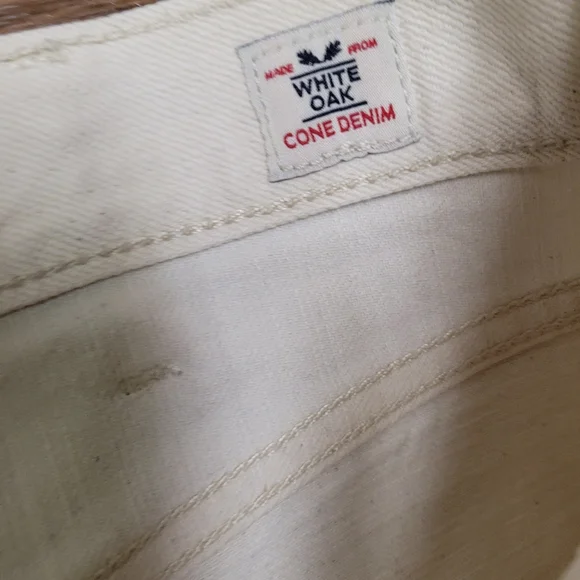 MADE FROM
WHITE
OAK
CONE DENIM